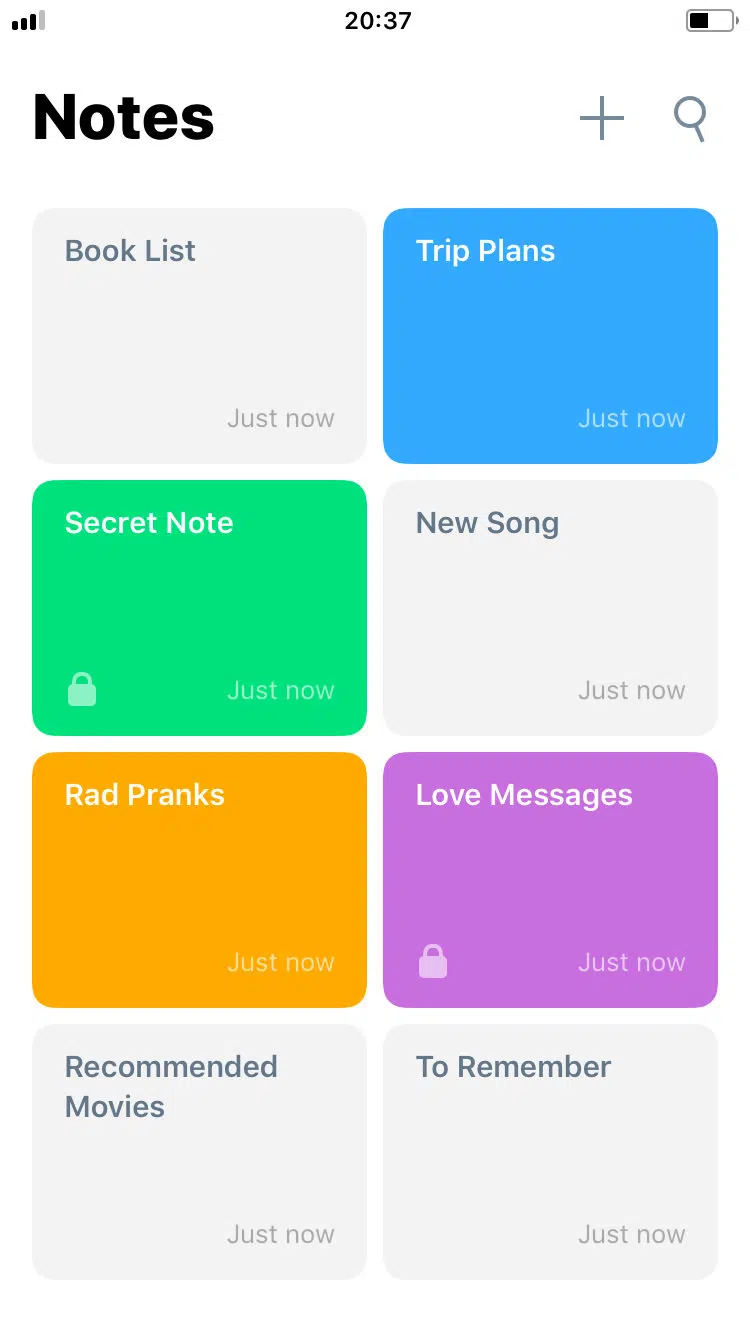 20:37
Notes
Book List
Just now
Trip Plans
Just now
Secret Note
Just now
New Song
Just now
Rad Pranks
Just now
Love Messages
Just now
Recommended
Movies
Just now
To Remember
Just now